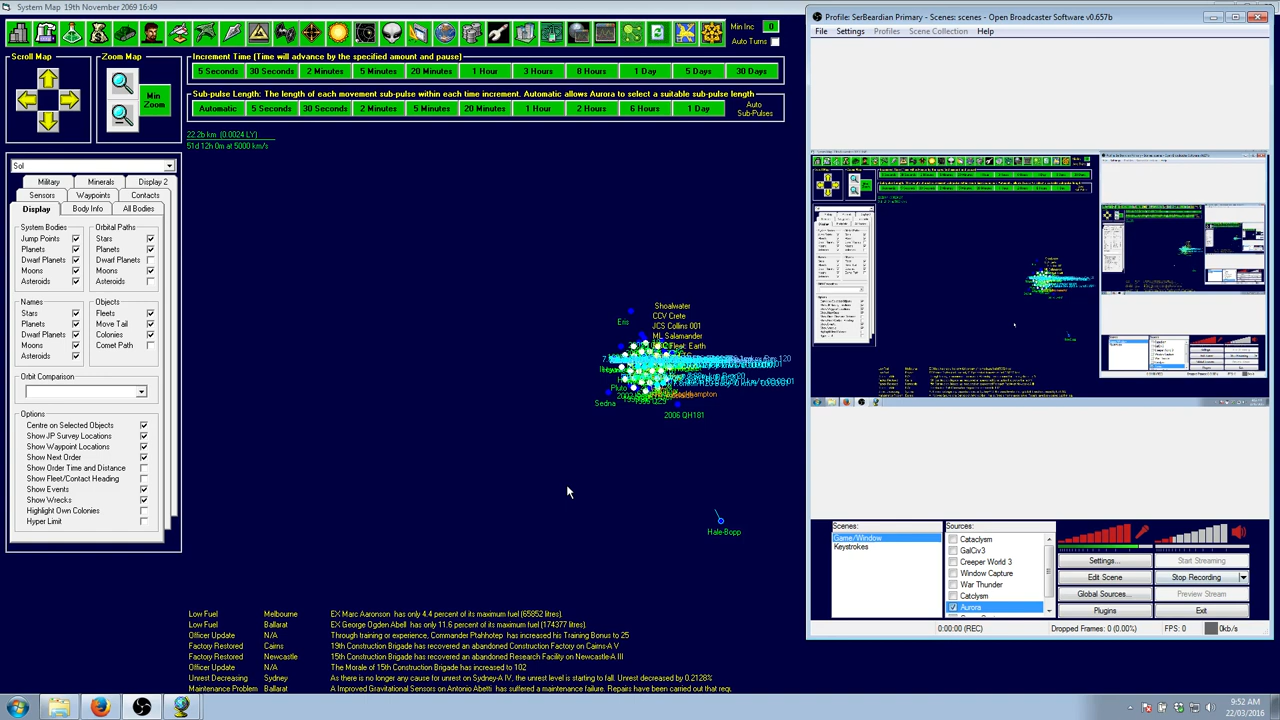 System Map 19th November 2069 16:49
Min Inc 0
Auto Turns
Scroll Map
Zoom Map
Min Zoom
Increment Time (Time will advance by the specified amount and pause)
5 Seconds 30 Seconds 2 Minutes 5 Minutes 20 Minutes 1 Hour 3 Hours 8 Hours 1 Day 5 Days 30 Days
Sub-pulse Length: The length of each movement sub-pulse within each time increment. Automatic allows Aurora to select a suitable sub-pulse length
Automatic 5 Seconds 30 Seconds 2 Minutes 5 Minutes 20 Minutes 1 Hour 2 Hours 6 Hours 1 Day Auto Sub-Pulses
22.2b km (0.0024 LY)
51d 12h 0m at 5000 km/s
Sol
Military Minerals Display 2
Sensors Waypoints Contacts
Display Body Info All Bodies
System Bodies
Jump Points
Planets
Dwarf Planets
Moons
Asteroids
Orbital Paths
Stars
Planets
Dwarf Planets
Moons
Asteroids
Names
Stars
Planets
Dwarf Planets
Moons
Asteroids
Objects
Fleets
Move Tail
Colonies
Comet Path
Orbit Comparison
Options
Centre on Selected Objects
Show JP Survey Locations
Show Waypoint Locations
Show Next Order
Show Order Time and Distance
Show Fleet/Contact Heading
Show Events
Show Wrecks
Highlight Own Colonies
Hyper Limit
Shoalwater
Eris
CCV Crete
JCS Collins 001
ML Salamander
Fleet Earth
Pluto
Sedna
2006 QH181
Hale-Bopp
Low Fuel Melbourne EX Marc Aaronson has only 4.4 percent of its maximum fuel (65852 litres)
Low Fuel Ballarat EX George Ogden Abell has only 11.6 percent of its maximum fuel (174377 litres)
Officer Update N/A Through training or experience, Commander Ptahhotep has increased his Training Bonus to 25
Factory Restored Cairns 19th Construction Brigade has recovered an abandoned Construction Factory on Cairns-A V
Factory Restored Newcastle 15th Construction Brigade has recovered an abandoned Research Facility on Newcastle-A III
Officer Update N/A The Morale of 15th Construction Brigade has increased to 102
Unrest Decreasing Sydney As there is no longer any cause for unrest on Sydney-A IV, the unrest level is starting to fall. Unrest decreased by 0.2128%
Maintenance Problem Ballarat A Improved Gravitational Sensors on Antonio Abetti has suffered a maintenance failure. Repairs have been carried out that requ
Profile: SerBeardian Primary - Scenes: scenes - Open Broadcaster Software v0.657b
File Settings Profiles Scene Collection Help
Scenes:
Game/Window
Keystrokes
Sources:
Cataclysm
GalCiv3
Creeper World 3
Window Capture
War Thunder
Catclysm
Aurora
Settings... Start Streaming
Edit Scene Stop Recording
Global Sources... Preview Stream
Plugins Exit
0:00:00 (REC) Dropped Frames: 0 (0.00%) FPS: 0 0kb/s
9:52 AM
22/03/2016